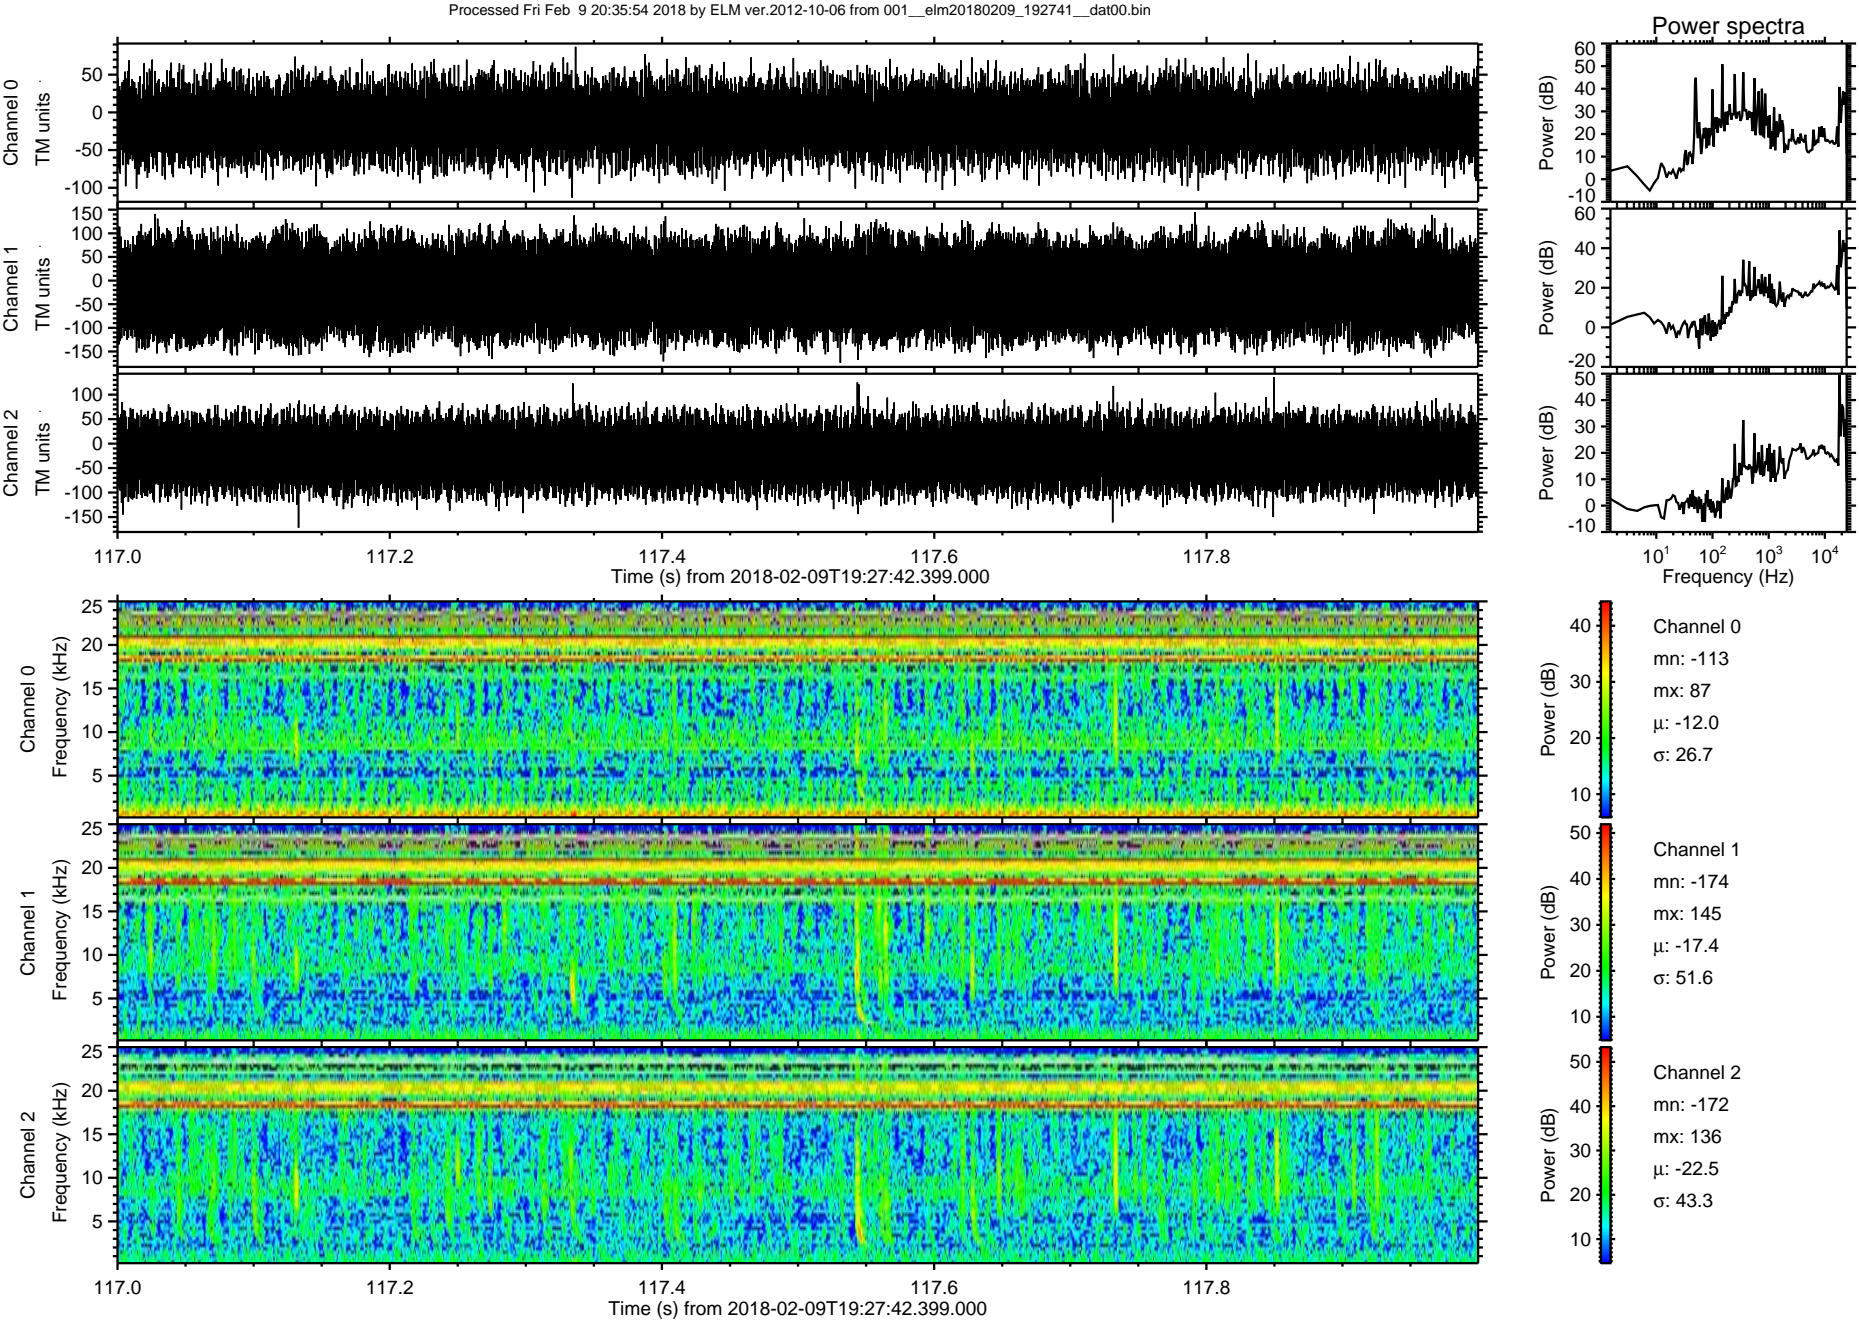 Processed Fri Feb  9 20:35:54 2018 by ELM ver.2012-10-06 from 001__elm20180209_192741__dat00.bin
Power spectra
Channel 0
TM units
50
0
-50
-100
Power (dB)
60
50
40
30
20
10
0
-10
Channel 1
TM units
150
100
50
0
-50
-100
-150
Power (dB)
60
40
20
0
-20
Channel 2
TM units
100
50
0
-50
-100
-150
Power (dB)
50
40
30
20
10
0
-10
117.0 117.2 117.4 117.6 117.8
Time (s) from 2018-02-09T19:27:42.399.000
10¹ 10² 10³ 10⁴
Frequency (Hz)
Channel 0
Frequency (kHz)
25
20
15
10
5
Power (dB)
40
30
20
10
Channel 0
mn: -113
mx: 87
μ: -12.0
σ: 26.7
Channel 1
Frequency (kHz)
25
20
15
10
5
Power (dB)
50
40
30
20
10
Channel 1
mn: -174
mx: 145
μ: -17.4
σ: 51.6
Channel 2
Frequency (kHz)
25
20
15
10
5
Power (dB)
50
40
30
20
10
Channel 2
mn: -172
mx: 136
μ: -22.5
σ: 43.3
117.0 117.2 117.4 117.6 117.8
Time (s) from 2018-02-09T19:27:42.399.000